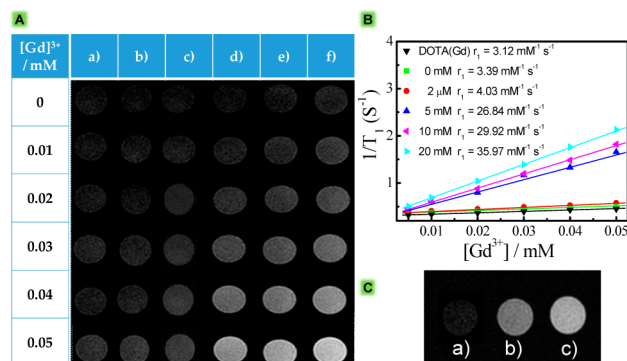 A
[Gd]³⁺ / mM a) b) c) d) e) f)
0
0.01
0.02
0.03
0.04
0.05
B
DOTA(Gd) r₁ = 3.12 mM⁻¹ s⁻¹
0 mM r₁ = 3.39 mM⁻¹ s⁻¹
2 μM r₁ = 4.03 mM⁻¹ s⁻¹
5 mM r₁ = 26.84 mM⁻¹ s⁻¹
10 mM r₁ = 29.92 mM⁻¹ s⁻¹
20 mM r₁ = 35.97 mM⁻¹ s⁻¹
1/T₁ (S⁻¹)
4
3
2
1
0.01 0.02 0.03 0.04 0.05
[Gd³⁺] / mM
C
a) b) c)